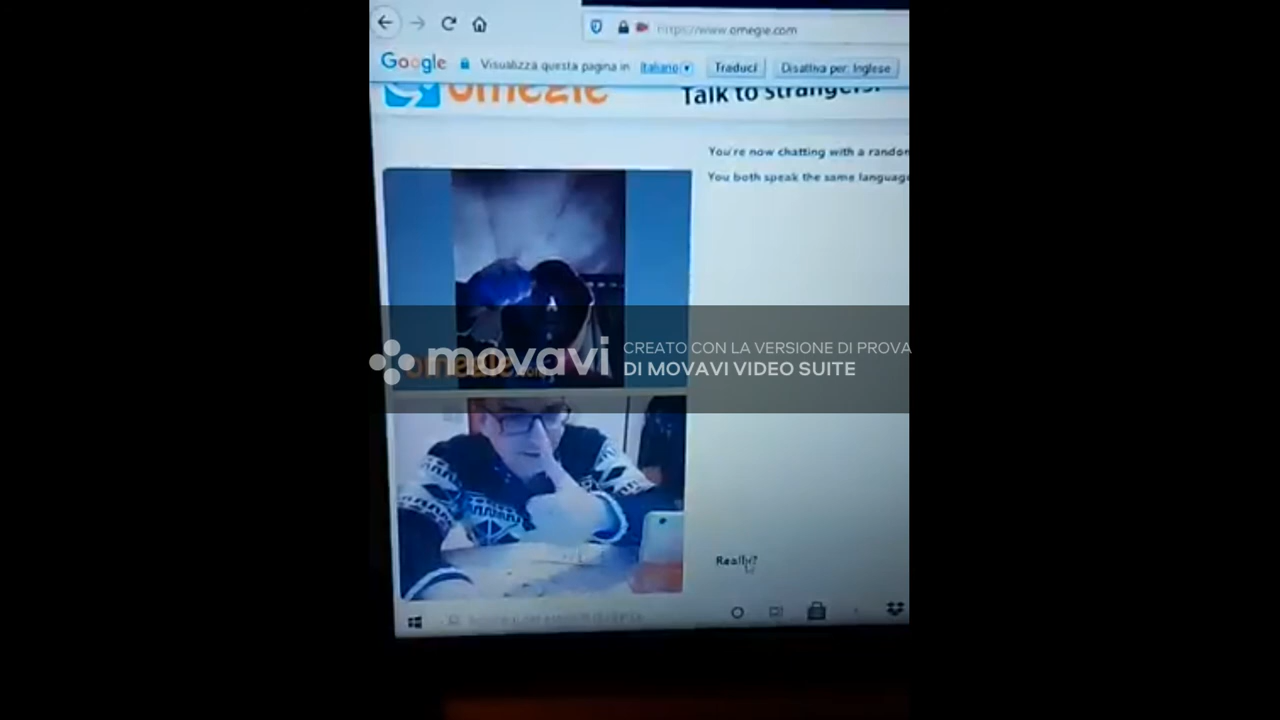 https://www.omegle.com
Google Visualizza questa pagina in Italiano Traduci Disattiva per: Inglese
omegle Talk to strangers!
You're now chatting with a random
You both speak the same language
omegle
movavi
CREATO CON LA VERSIONE DI PROVA
DI MOVAVI VIDEO SUITE
Really?